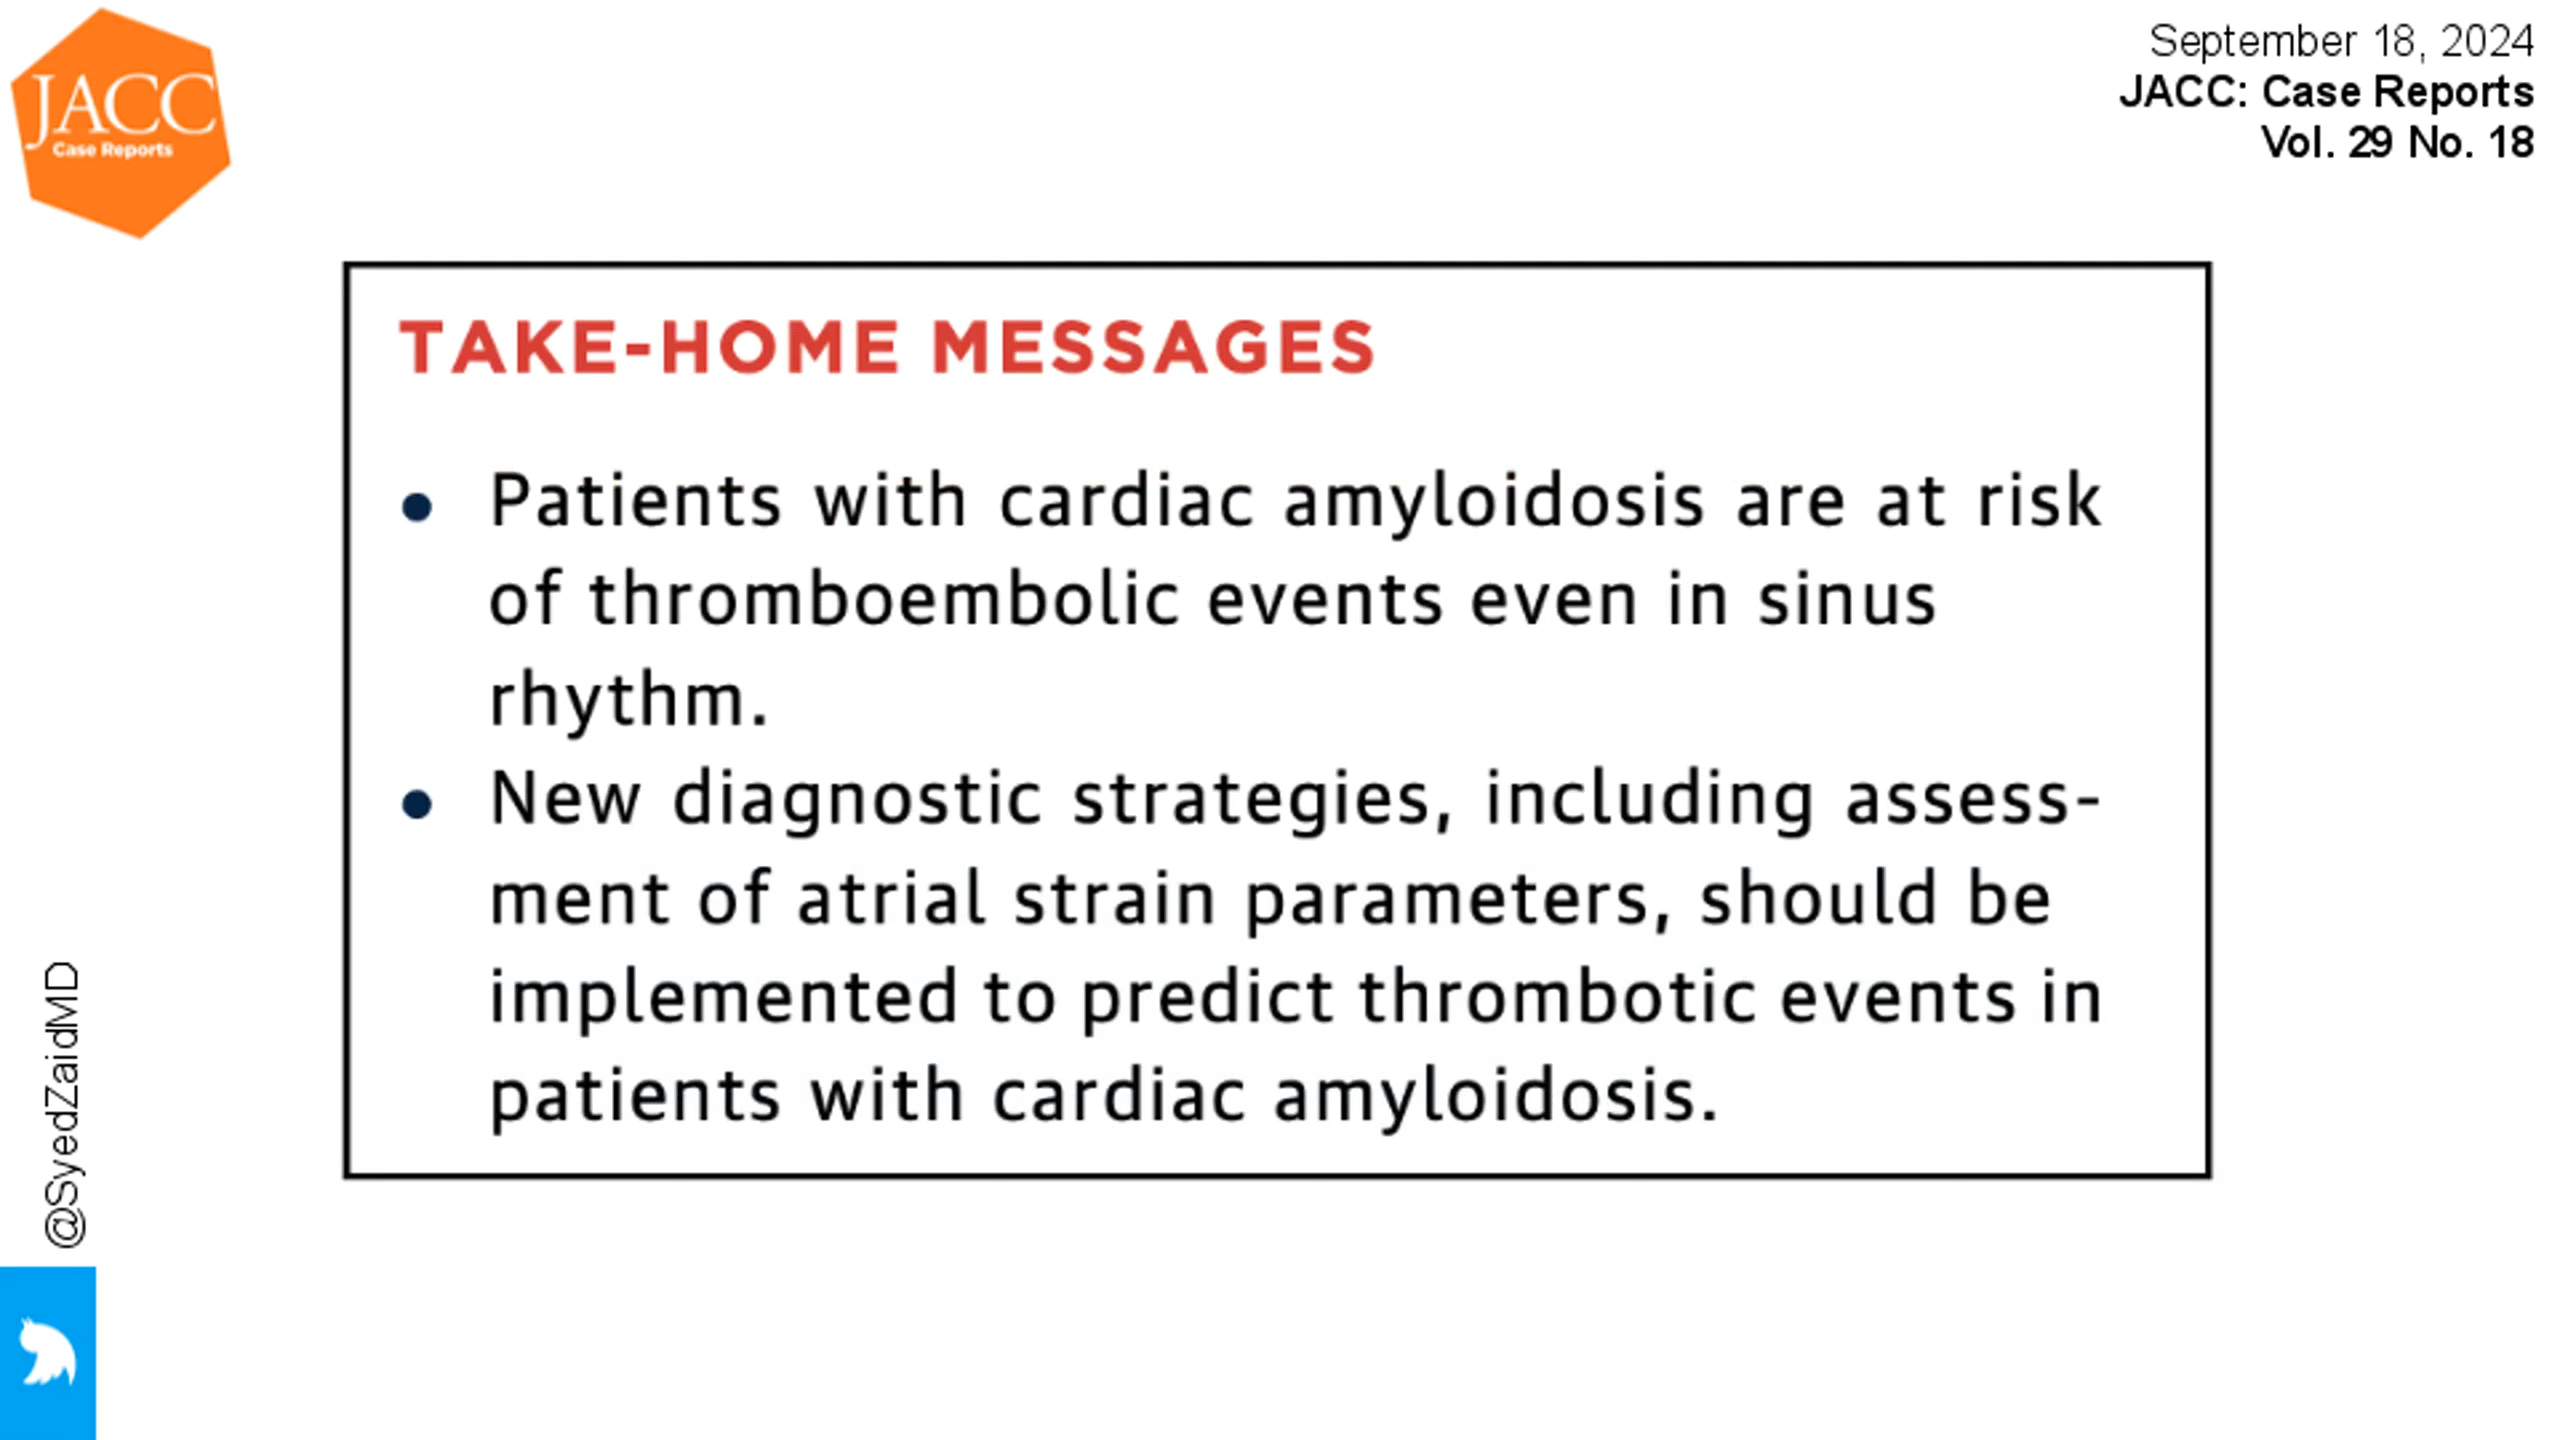 JACC
Case Reports
September 18, 2024
JACC: Case Reports
Vol. 29 No. 18
TAKE-HOME MESSAGES
• Patients with cardiac amyloidosis are at risk
of thromboembolic events even in sinus
rhythm.
• New diagnostic strategies, including assess-
ment of atrial strain parameters, should be
implemented to predict thrombotic events in
patients with cardiac amyloidosis.
@SyedZaidMD